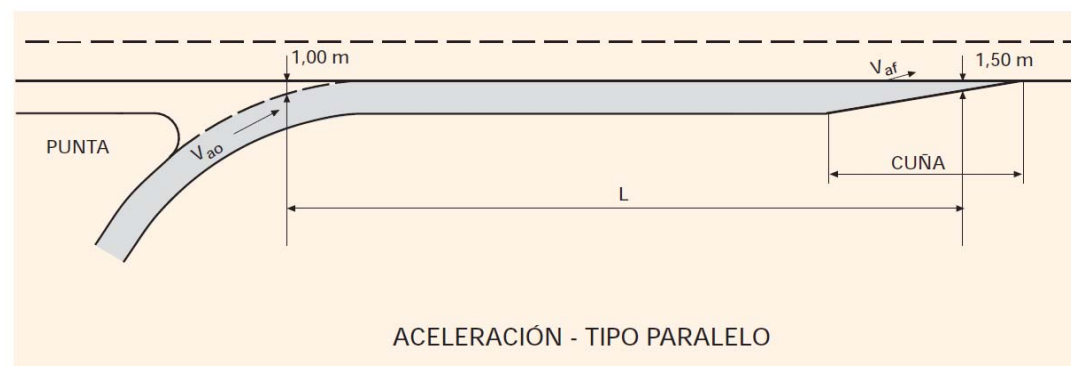 1,00 m
1,50 m
Vaf
PUNTA
Vao
CUÑA
L
ACELERACIÓN - TIPO PARALELO